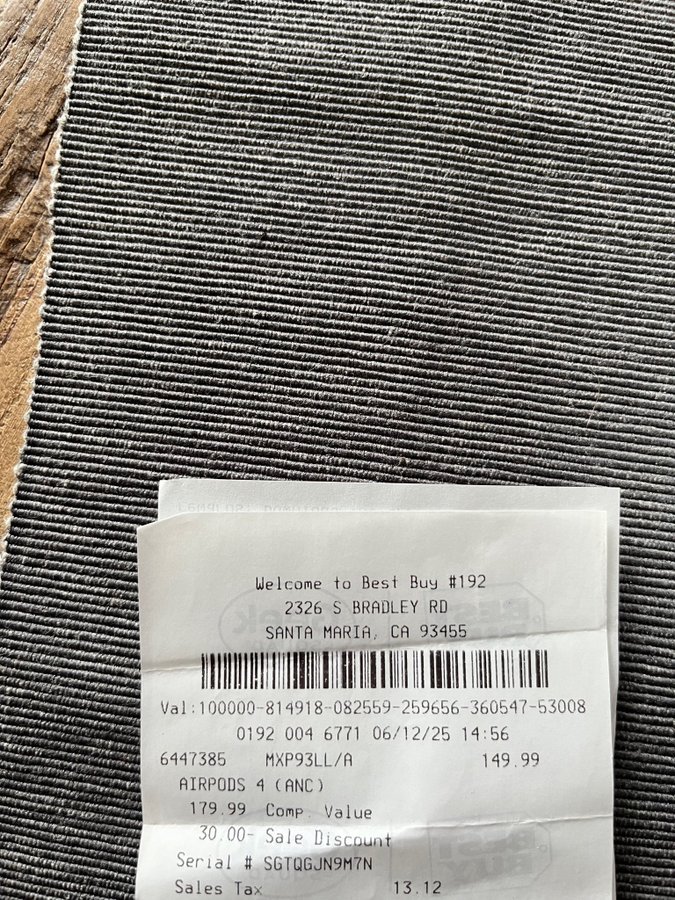 Welcome to Best Buy #192
2326 S BRADLEY RD
SANTA MARIA, CA 93455
Val:100000-814918-082559-259656-360547-53008
0192 004 6771 06/12/25 14:56
6447385 MXP93LL/A 149.99
AIRPODS 4 (ANC)
179.99 Comp. Value
30.00- Sale Discount
Serial # SGTQGJN9M7N
Sales Tax 13.12